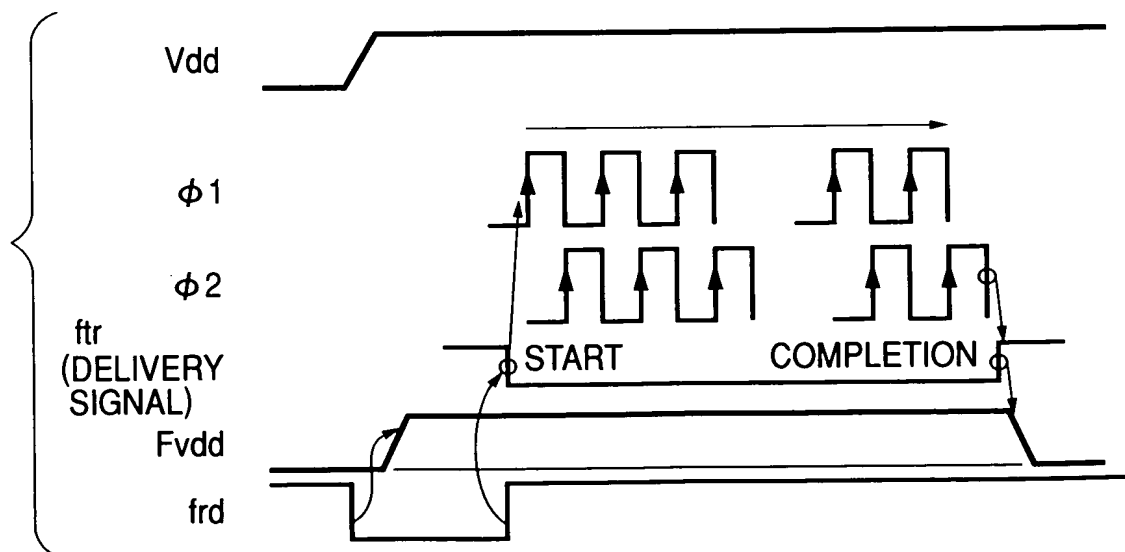 Vdd
ϕ1
ϕ2
ftr
(DELIVERY
SIGNAL)
START
COMPLETION
Fvdd
frd